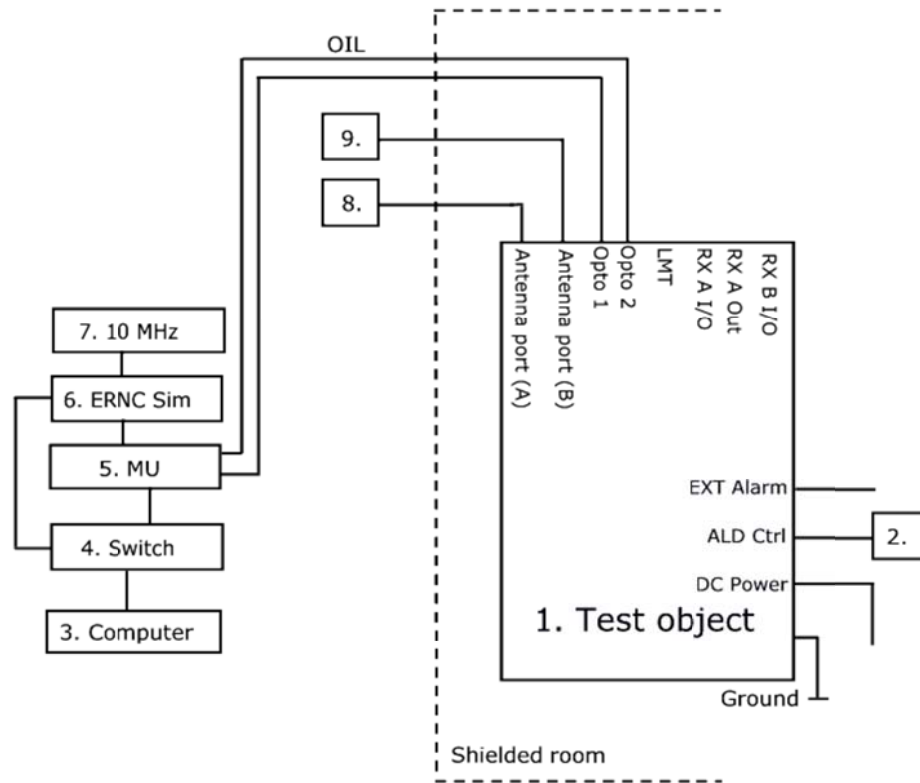 OIL
9.
8.
Antenna port (A)
Antenna port (B)
Opto 1
Opto 2
LMT
RX A I/O
RX A Out
RX B I/O
7. 10 MHz
6. ERNC Sim
5. MU
4. Switch
3. Computer
EXT Alarm
ALD Ctrl
2.
DC Power
1. Test object
Ground
Shielded room